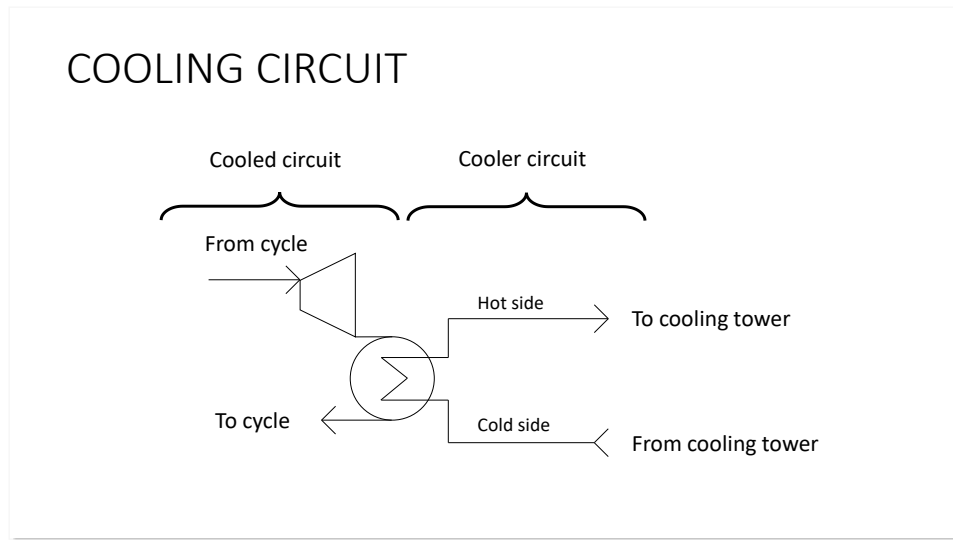 COOLING CIRCUIT
Cooled circuit
Cooler circuit
From cycle
Hot side
To cooling tower
To cycle
Cold side
From cooling tower